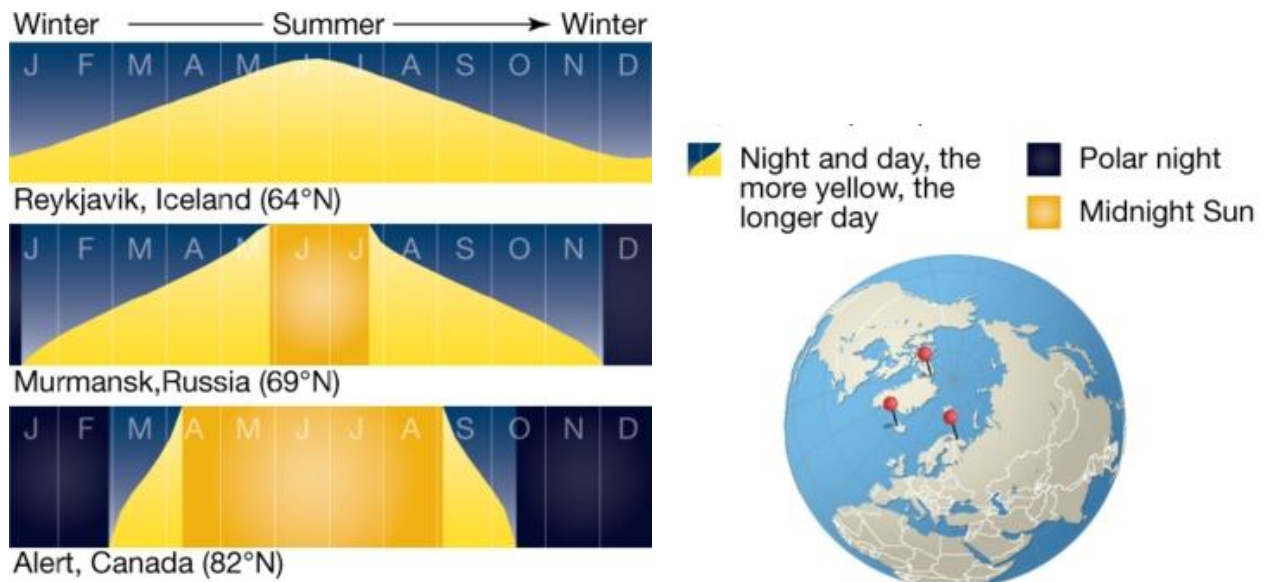 Winter Summer Winter
J F M A M J J A S O N D
Reykjavik, Iceland (64°N)
J F M A M J J A S O N D
Murmansk,Russia (69°N)
J F M A M J J A S O N D
Alert, Canada (82°N)
Night and day, the
more yellow, the
longer day
Polar night
Midnight Sun